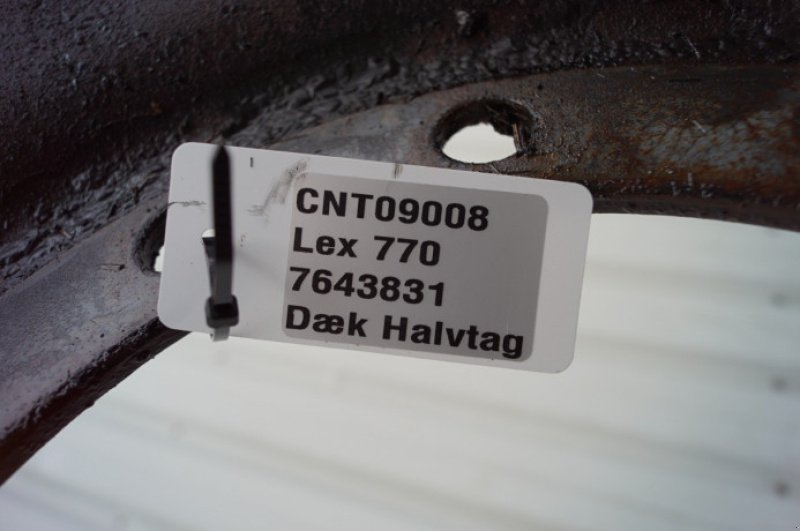 CNT09008
Lex 770
7643831
Dæk Halvtag